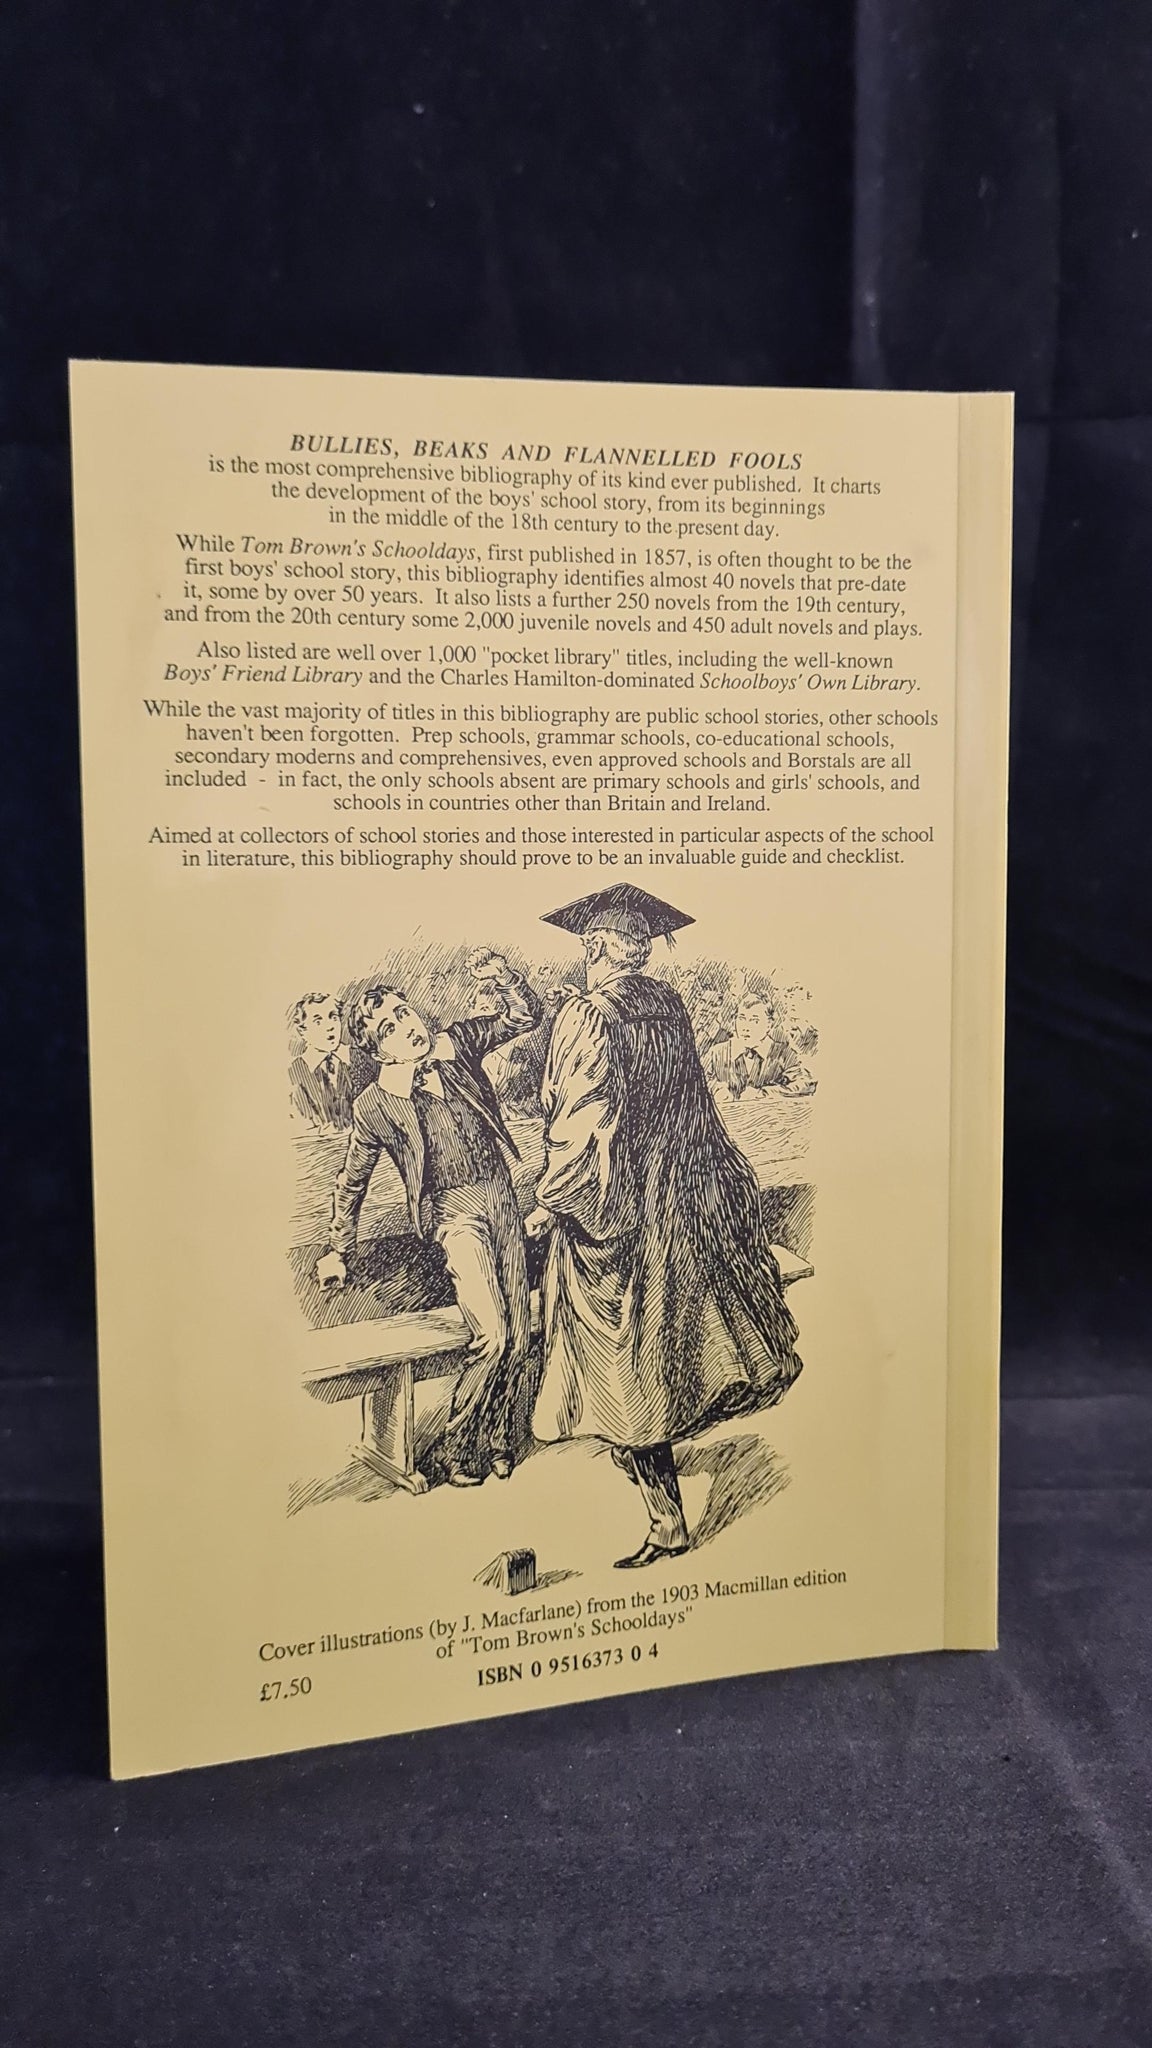 BULLIES, BEAKS AND FLANNELLED FOOLS
is the most comprehensive bibliography of its kind ever published. It charts
the development of the boys' school story, from its beginnings
in the middle of the 18th century to the present day.
While Tom Brown's Schooldays, first published in 1857, is often thought to be the
first boys' school story, this bibliography identifies almost 40 novels that pre-date
it, some by over 50 years. It also lists a further 250 novels from the 19th century,
and from the 20th century some 2,000 juvenile novels and 450 adult novels and plays.
Also listed are well over 1,000 "pocket library" titles, including the well-known
Boys' Friend Library and the Charles Hamilton-dominated Schoolboys' Own Library.
While the vast majority of titles in this bibliography are public school stories, other schools
haven't been forgotten. Prep schools, grammar schools, co-educational schools,
secondary moderns and comprehensives, even approved schools and Borstals are all
included - in fact, the only schools absent are primary schools and girls' schools, and
schools in countries other than Britain and Ireland.
Aimed at collectors of school stories and those interested in particular aspects of the school
in literature, this bibliography should prove to be an invaluable guide and checklist.
Cover illustrations (by J. Macfarlane) from the 1903 Macmillan edition
of "Tom Brown's Schooldays"
£7.50
ISBN 0 9516373 0 4